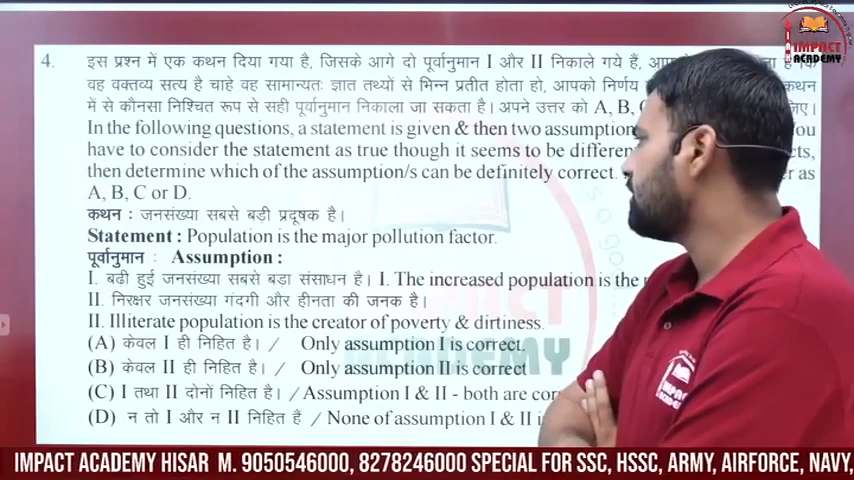 IMPACT
ACADEMY
4. इस प्रश्न में एक कथन दिया गया है, जिसके आगे दो पूर्वानुमान I और II निकाले गये हैं,
वह वक्तव्य सत्य है चाहे वह सामान्यतः ज्ञात तथ्यों से भिन्न प्रतीत होता हो, आपको निर्णय कथन
में से कौनसा निश्चित रूप से सही पूर्वानुमान निकाला जा सकता है। अपने उत्तर को A, B,
In the following questions, a statement is given & then two assumption
have to consider the statement as true though it seems to be
then determine which of the assumption/s can be definitely correct. as
A, B, C or D.
कथन : जनसंख्या सबसे बड़ी प्रदूषक है।
Statement : Population is the major pollution factor.
पूर्वानुमान : Assumption :
I. बढी हुई जनसंख्या सबसे बड़ा संसाधन है। I. The increased population is the
II. निरक्षर जनसंख्या गंदगी और हीनता की जनक है।
II. Illiterate population is the creator of poverty & dirtiness.
(A) केवल I ही निहित है। / Only assumption I is correct.
(B) केवल II ही निहित है। / Only assumption II is correct
(C) I तथा II दोनों निहित है। / Assumption I & II - both are
(D) न तो I और न II निहित हैं / None of assumption I & II
IMPACT
ACADEMY
IMPACT ACADEMY HISAR M. 9050546000, 8278246000 SPECIAL FOR SSC, HSSC, ARMY, AIRFORCE, NAVY,